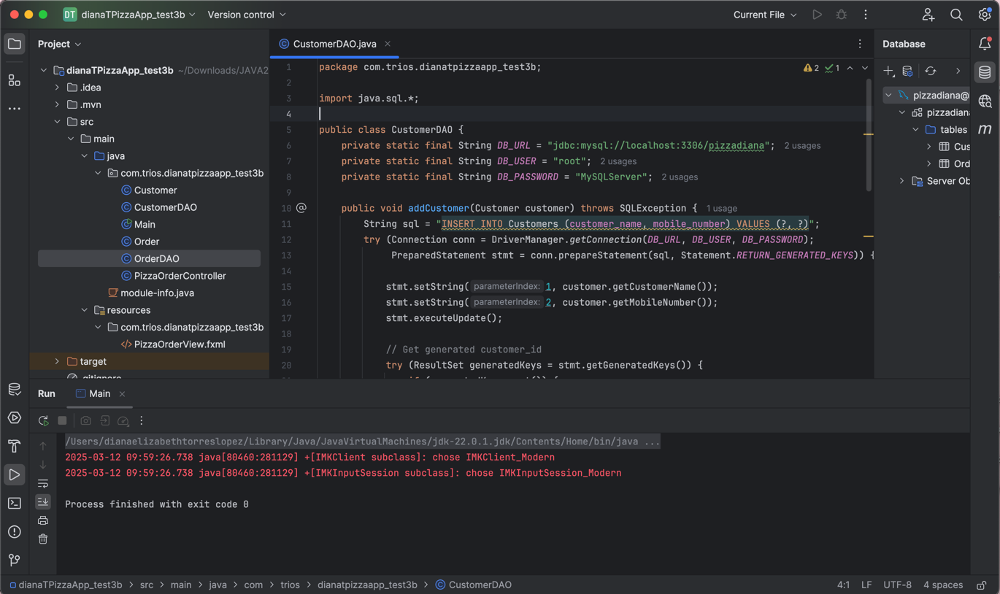 DT dianaTPizzaApp_test3b Version control Current File
Project
CustomerDAO.java
Database
dianaTPizzaApp_test3b ~/Downloads/JAVA2
.idea
.mvn
src
main
java
com.trios.dianatpizzaapp_test3b
Customer
CustomerDAO
Main
Order
OrderDAO
PizzaOrderController
module-info.java
resources
com.trios.dianatpizzaapp_test3b
PizzaOrderView.fxml
target
.gitignore
1 package com.trios.dianatpizzaapp_test3b;
2 1
2
3 import java.sql.*;
4
5 public class CustomerDAO {
6 private static final String DB_URL = "jdbc:mysql://localhost:3306/pizzadiana"; 2 usages
7 private static final String DB_USER = "root"; 2 usages
8 private static final String DB_PASSWORD = "MySQLServer"; 2 usages
9
10 @ public void addCustomer(Customer customer) throws SQLException { 1 usage
11 String sql = "INSERT INTO Customers (customer_name, mobile_number) VALUES (?, ?)";
12 try (Connection conn = DriverManager.getConnection(DB_URL, DB_USER, DB_PASSWORD);
13 PreparedStatement stmt = conn.prepareStatement(sql, Statement.RETURN_GENERATED_KEYS)) {
14
15 stmt.setString( parameterIndex: 1, customer.getCustomerName());
16 stmt.setString( parameterIndex: 2, customer.getMobileNumber());
17 stmt.executeUpdate();
18
19 // Get generated customer_id
20 try (ResultSet generatedKeys = stmt.getGeneratedKeys()) {
pizzadiana@
pizzadiana
tables
Cus
Ord
Server Ob
m
Run Main
/Users/dianaelizabethtorreslopez/Library/Java/JavaVirtualMachines/jdk-22.0.1.jdk/Contents/Home/bin/java ...
2025-03-12 09:59:26.738 java[80460:281129] +[IMKClient subclass]: chose IMKClient_Modern
2025-03-12 09:59:26.738 java[80460:281129] +[IMKInputSession subclass]: chose IMKInputSession_Modern
Process finished with exit code 0
dianaTPizzaApp_test3b > src > main > java > com > trios > dianatpizzaapp_test3b > CustomerDAO 4:1 LF UTF-8 4 spaces